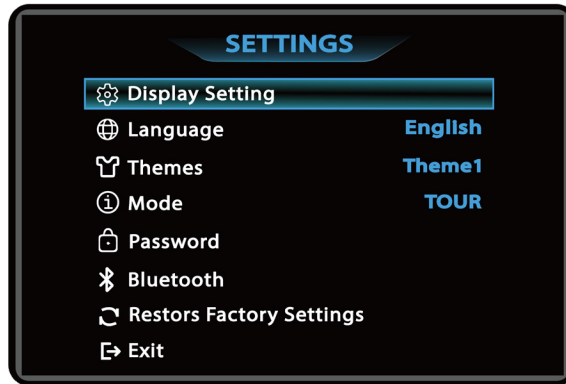 SETTINGS
Display Setting
Language English
Themes Theme1
Mode TOUR
Password
Bluetooth
Restors Factory Settings
Exit